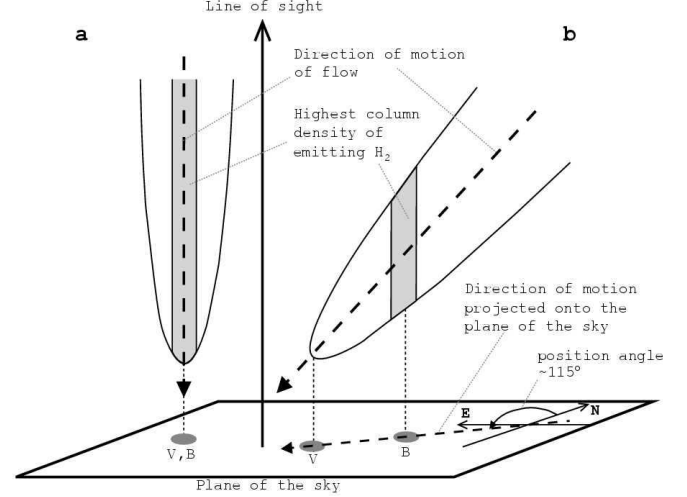 Line of sight
a
b
Direction of motion
of flow
Highest column
density of
emitting H₂
Direction of motion
projected onto the
plane of the sky
position angle
~115°
E
N
V
B
V,B
Plane of the sky